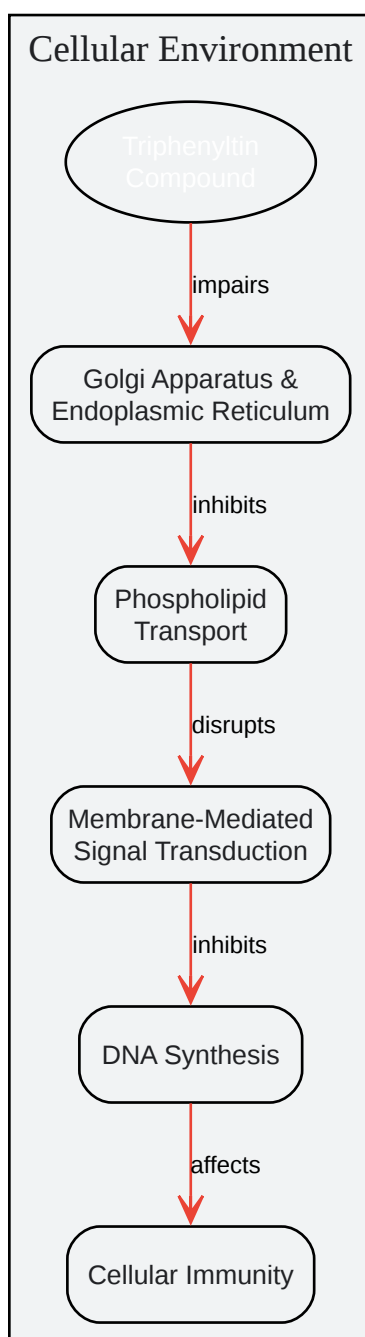 Cellular Environment
Triphenyltin
Compound
impairs
Golgi Apparatus &
Endoplasmic Reticulum
inhibits
Phospholipid
Transport
disrupts
Membrane-Mediated
Signal Transduction
inhibits
DNA Synthesis
affects
Cellular Immunity